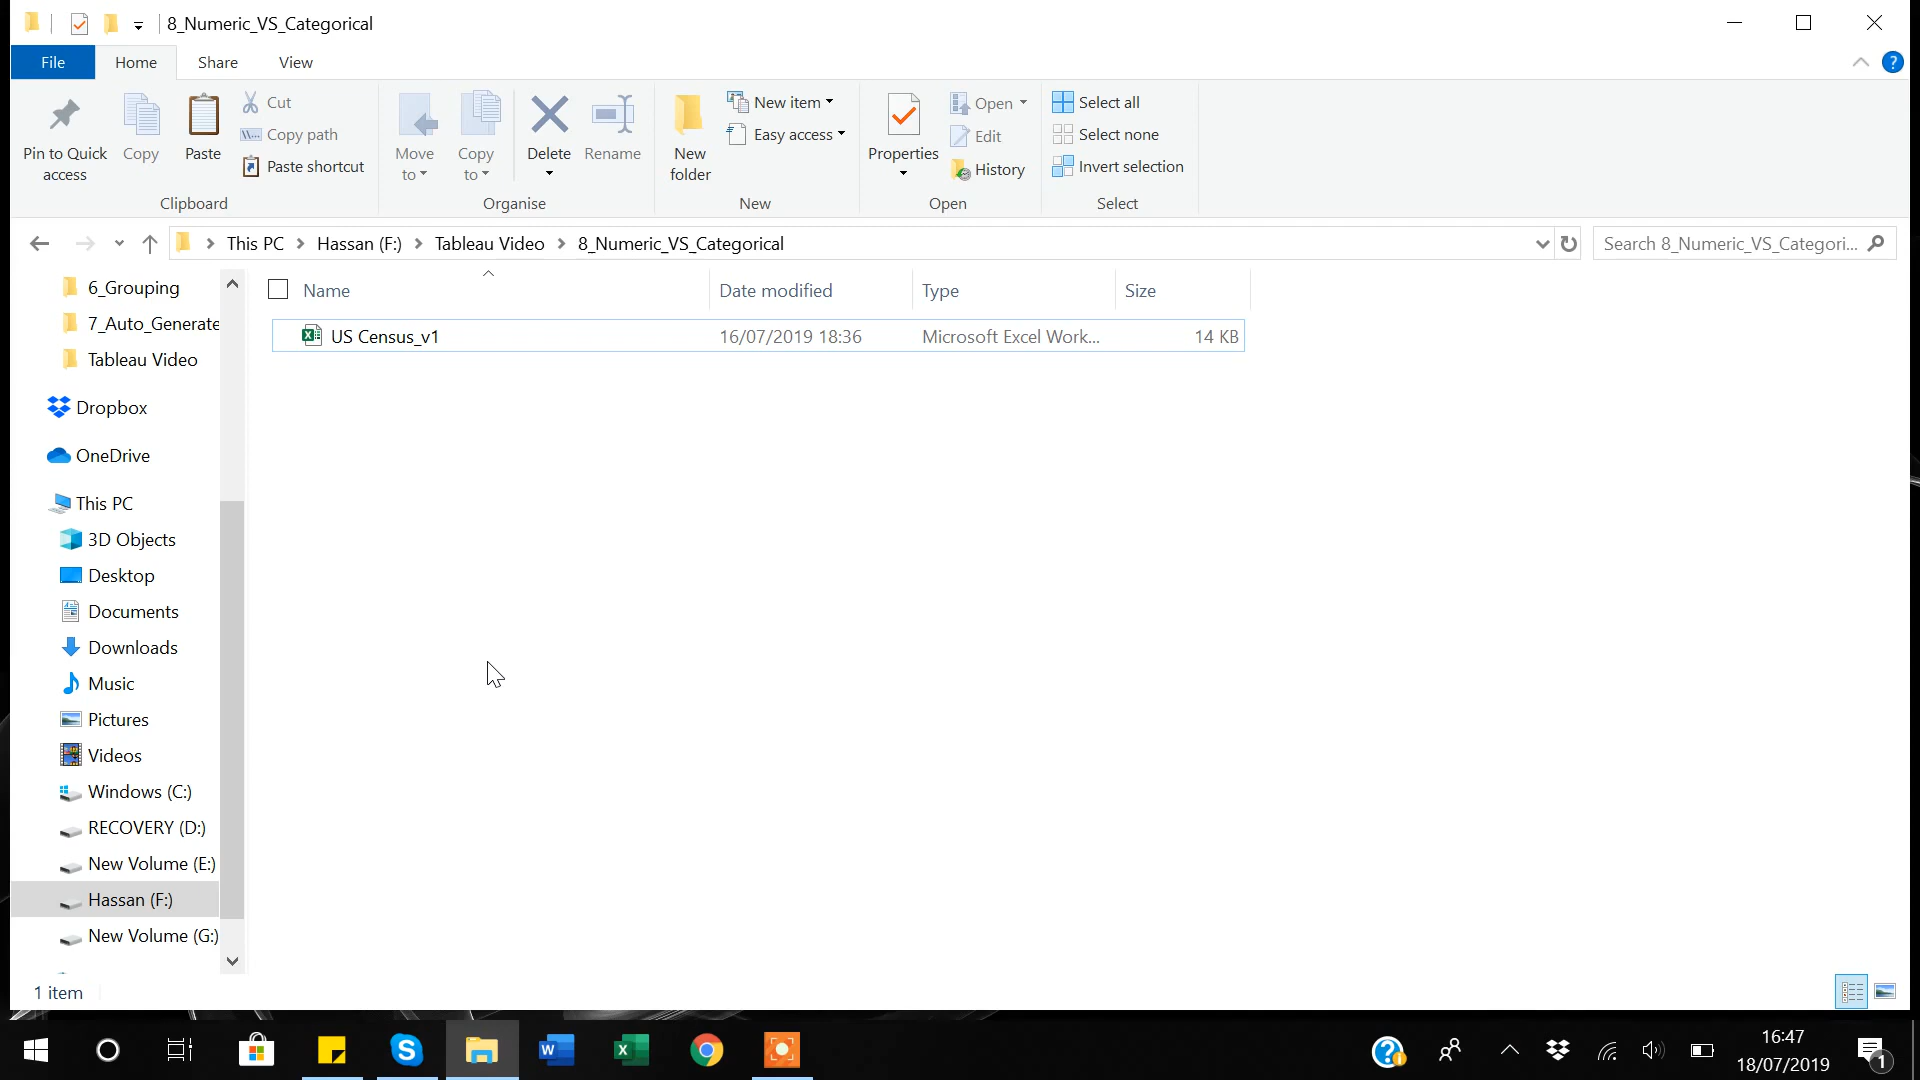 8_Numeric_VS_Categorical
File Home Share View
?
Pin to Quick access
Copy
Paste
Cut
Copy path
Paste shortcut
Clipboard
Move to
Copy to
Delete
Rename
Organise
New folder
New item
Easy access
New
Properties
Open
Edit
History
Open
Select all
Select none
Invert selection
Select
This PC Hassan (F:) Tableau Video 8_Numeric_VS_Categorical
Search 8_Numeric_VS_Categori...
6_Grouping
7_Auto_Generate
Tableau Video
Dropbox
OneDrive
This PC
3D Objects
Desktop
Documents
Downloads
Music
Pictures
Videos
Windows (C:)
RECOVERY (D:)
New Volume (E:)
Hassan (F:)
New Volume (G:)
Name Date modified Type Size
US Census_v1 16/07/2019 18:36 Microsoft Excel Work... 14 KB
1 item
16:47
18/07/2019
1